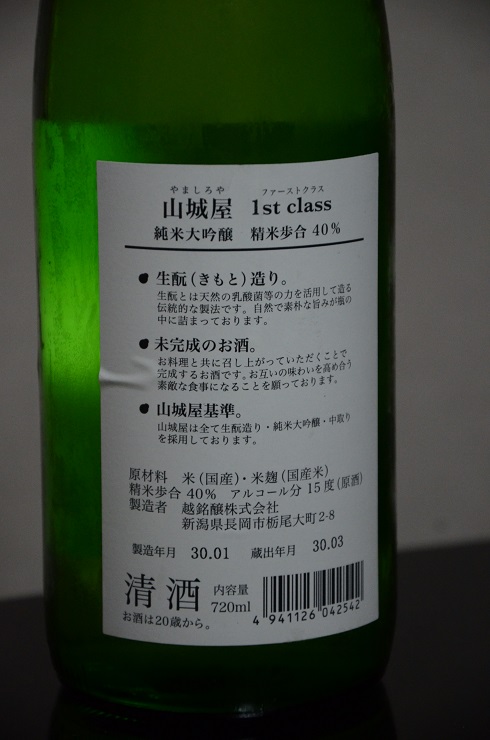 やましろや ファーストクラス
山城屋 1st class
純米大吟醸 精米歩合 40%
● 生酛(きもと)造り。
生酛とは天然の乳酸菌等の力を活用して造る
伝統的な製法です。自然で素朴な旨みが瓶の
中に詰まっております。
● 未完成のお酒。
お料理と共に召し上がっていただくことで
完成するお酒です。お互いの味わいを高め合う
素敵な食事になることを願っております。
● 山城屋基準。
山城屋は全て生酛造り・純米大吟醸・中取り
を採用しております。
原材料 米(国産)・米麹(国産米)
精米歩合 40% アルコール分 15度(原酒)
製造者 越銘醸株式会社
新潟県長岡市栃尾大町2-8
製造年月 30.01 蔵出年月 30.03
清酒 内容量
720ml
お酒は20歳から。
4 941126 042542